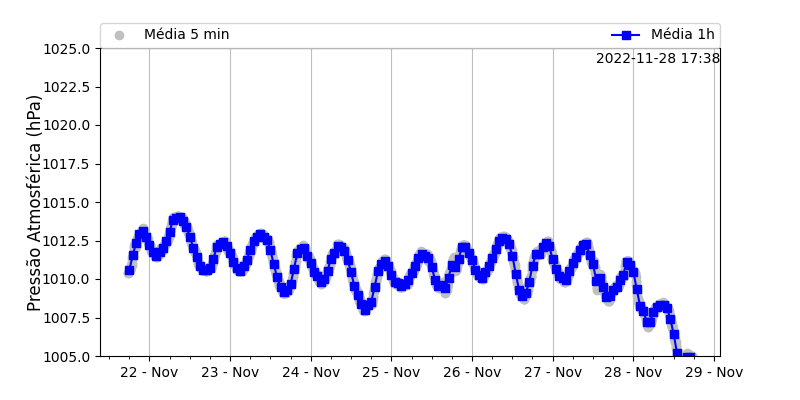 Média 5 min
Média 1h
2022-11-28 17:38
Pressão Atmosférica (hPa)
1025.0
1022.5
1020.0
1017.5
1015.0
1012.5
1010.0
1007.5
1005.0
22 - Nov
23 - Nov
24 - Nov
25 - Nov
26 - Nov
27 - Nov
28 - Nov
29 - Nov